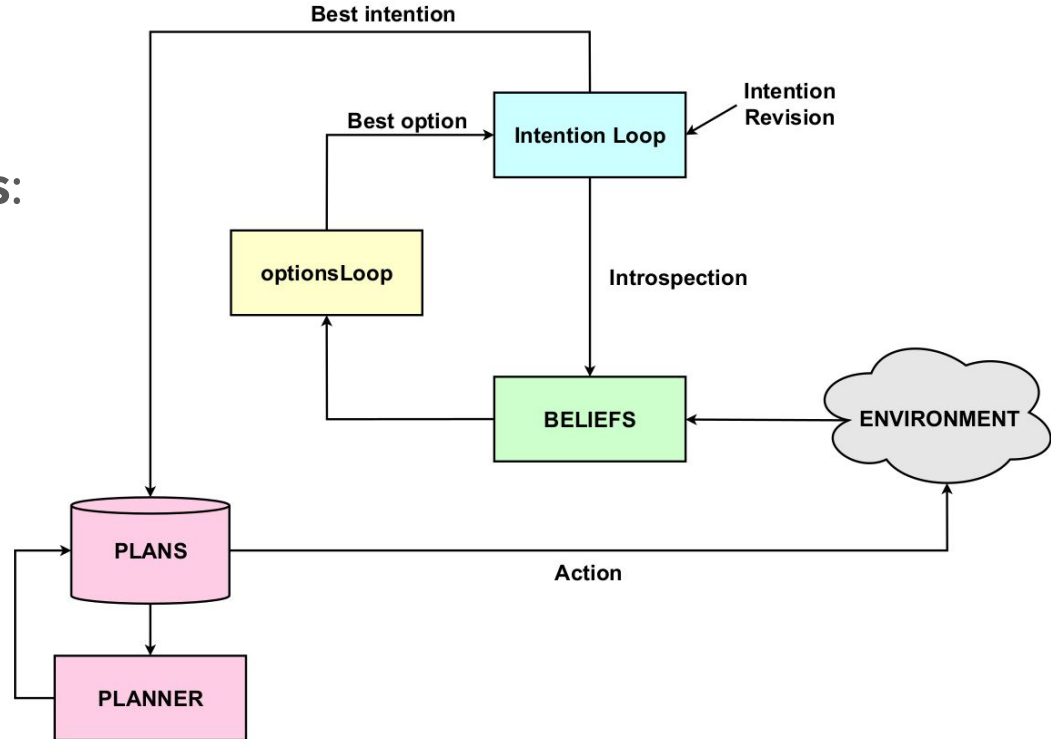 Best intention
Intention
Revision
Best option
Intention Loop
s:
optionsLoop
Introspection
BELIEFS
ENVIRONMENT
PLANS
Action
PLANNER